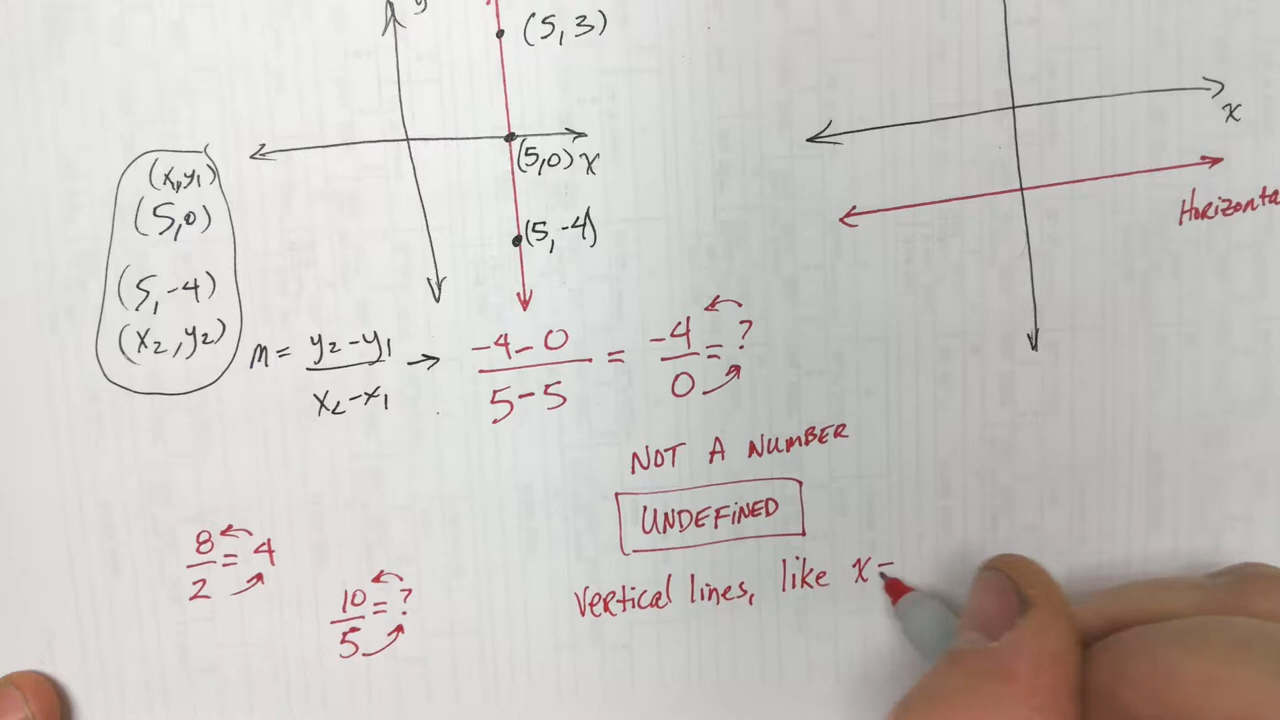 y
(5, 3)
(5,0) x
(5,-4)
(x,y1)
(5,0)
(5,-4)
(x2,y2)
m = y2-y1 / x2-x1 → -4-0 / 5-5 = -4 / 0 = ?
NOT A NUMBER
UNDEFINED
8 / 2 = 4
10 / 5 = ?
Vertical lines, like x=
x
Horizonta